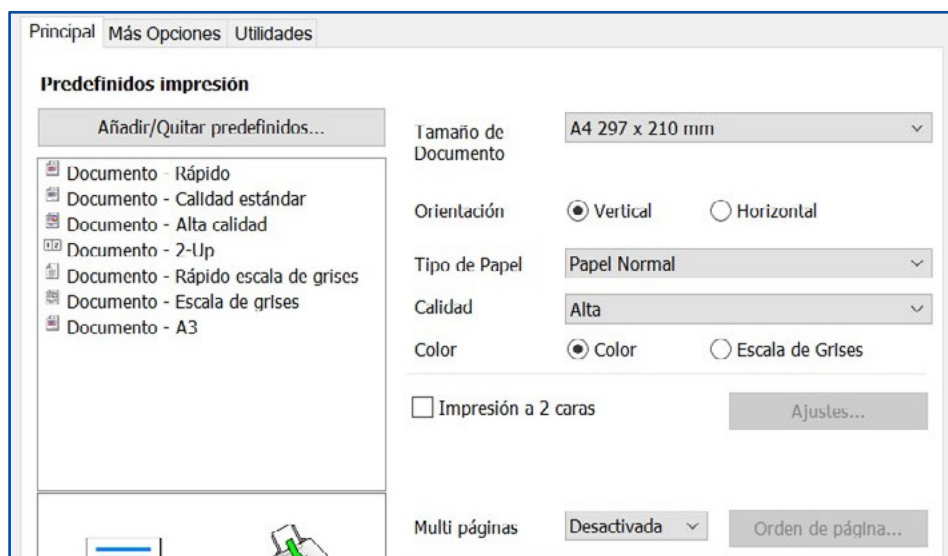 Principal Más Opciones Utilidades
Predefinidos impresión
Añadir/Quitar predefinidos...
Documento - Rápido
Documento - Calidad estándar
Documento - Alta calidad
1 2 Documento - 2-Up
Documento - Rápido escala de grises
Documento - Escala de grises
Documento - A3
Tamaño de
Documento
A4 297 x 210 mm
Orientación Vertical Horizontal
Tipo de Papel Papel Normal
Calidad Alta
Color Color Escala de Grises
Impresión a 2 caras Ajustes...
Multi páginas Desactivada Orden de página...